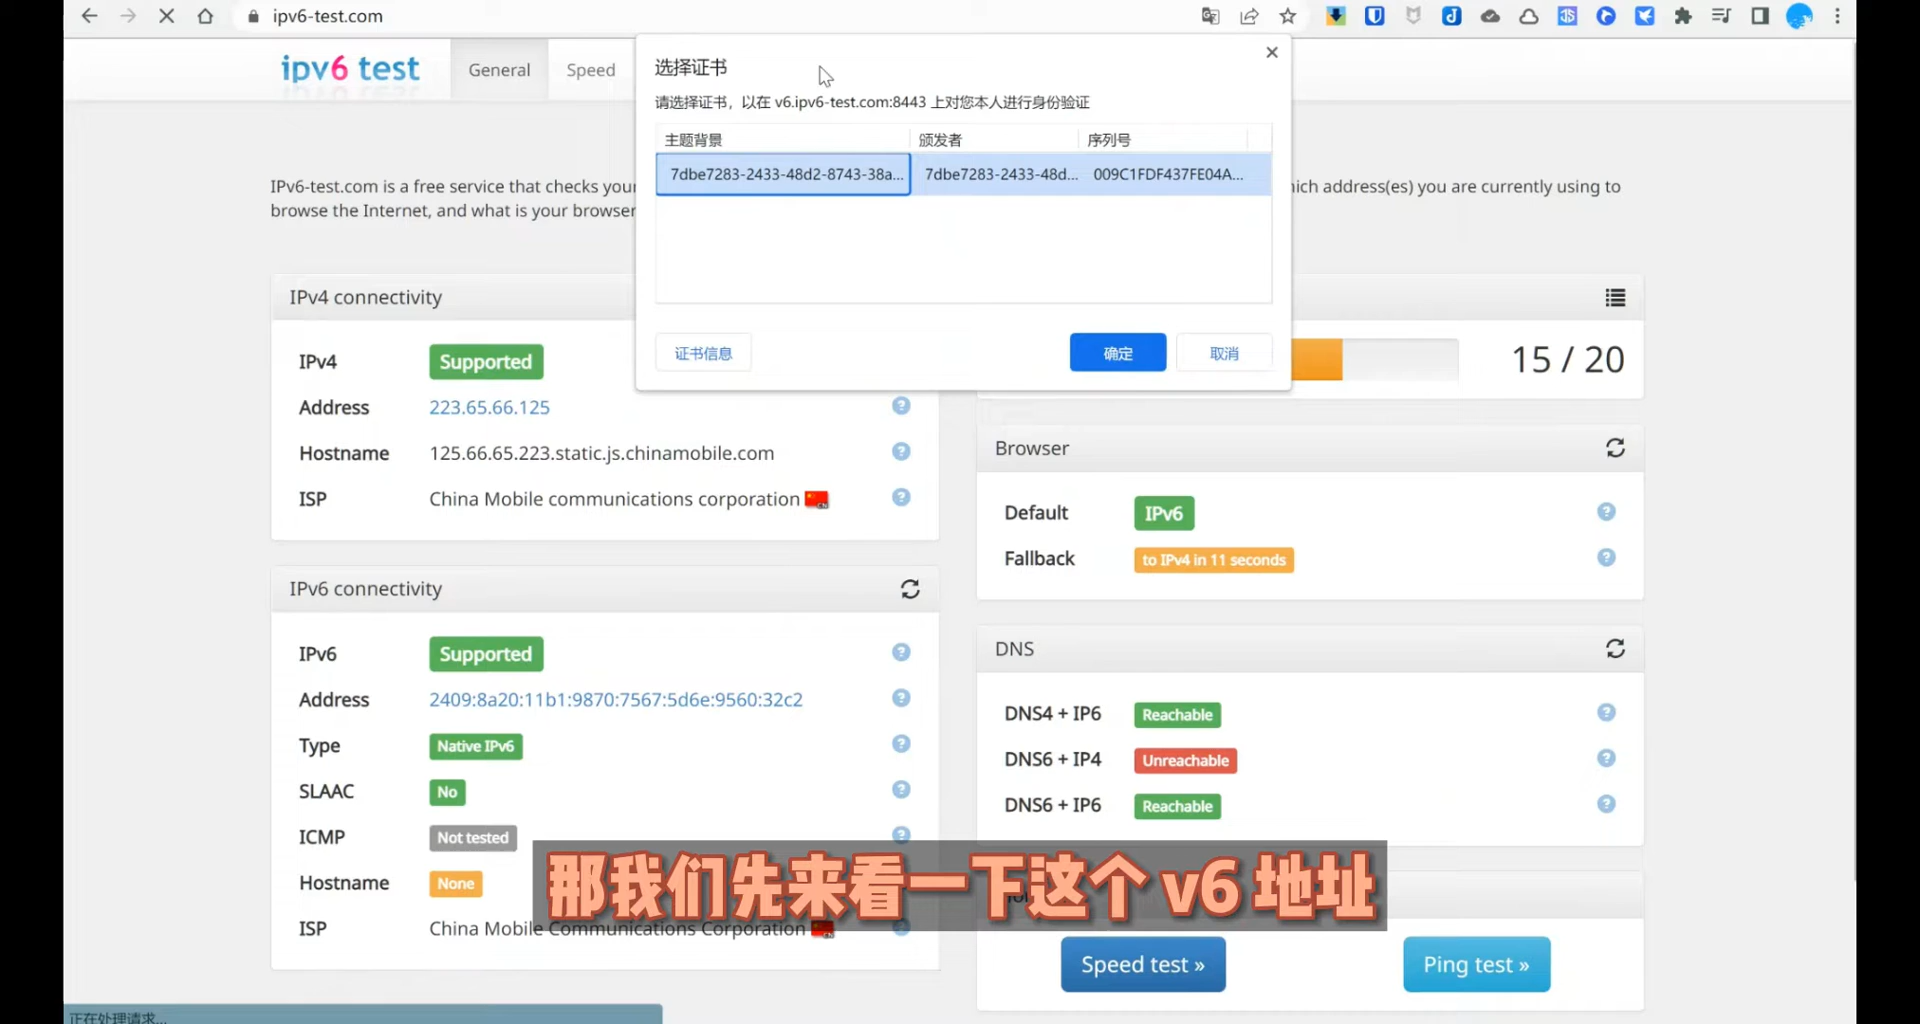 ipv6-test.com
ipv6 test
General
Speed
选择证书
请选择证书，以在 v6.ipv6-test.com:8443 上对您本人进行身份验证
主题背景 颁发者 序列号
7dbe7283-2433-48d2-8743-38a... 7dbe7283-2433-48d... 009C1FDF437FE04A...
证书信息 确定 取消
IPv6-test.com is a free service that checks your
ich address(es) you are currently using to
browse the Internet, and what is your browser
IPv4 connectivity
IPv4 Supported
Address 223.65.66.125
Hostname 125.66.65.223.static.js.chinamobile.com
ISP China Mobile communications corporation
IPv6 connectivity
IPv6 Supported
Address 2409:8a20:11b1:9870:7567:5d6e:9560:32c2
Type Native IPv6
SLAAC No
ICMP Not tested
Hostname None
ISP China Mobile Communications Corporation
15 / 20
Browser
Default IPv6
Fallback to IPv4 in 11 seconds
DNS
DNS4 + IP6 Reachable
DNS6 + IP4 Unreachable
DNS6 + IP6 Reachable
那我们先来看一下这个 v6 地址
Speed test »
Ping test »
正在处理请求...